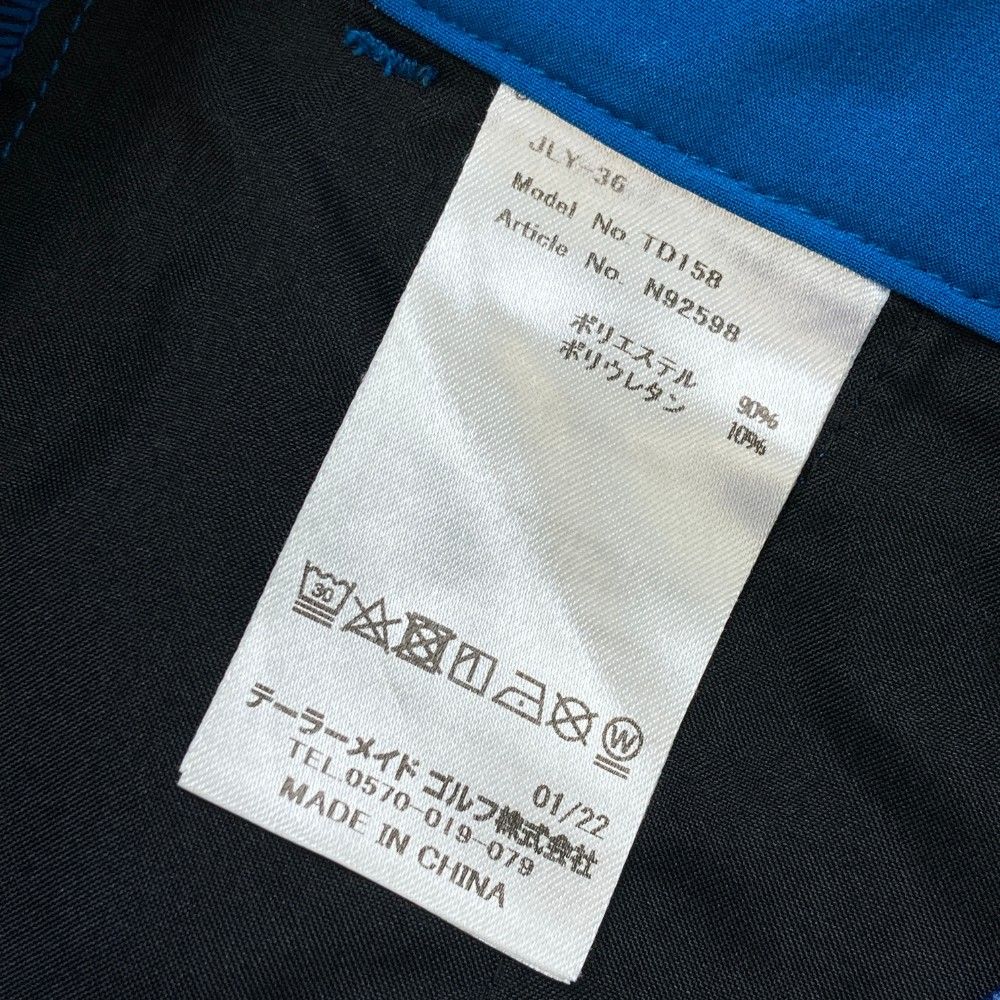 JLY-36
Model No TD158
Article No. N92598
ポリエステル 90%
ポリウレタン 10%
30
W
01/22
テーラーメイド ゴルフ株式会社
TEL.0570-019-079
MADE IN CHINA